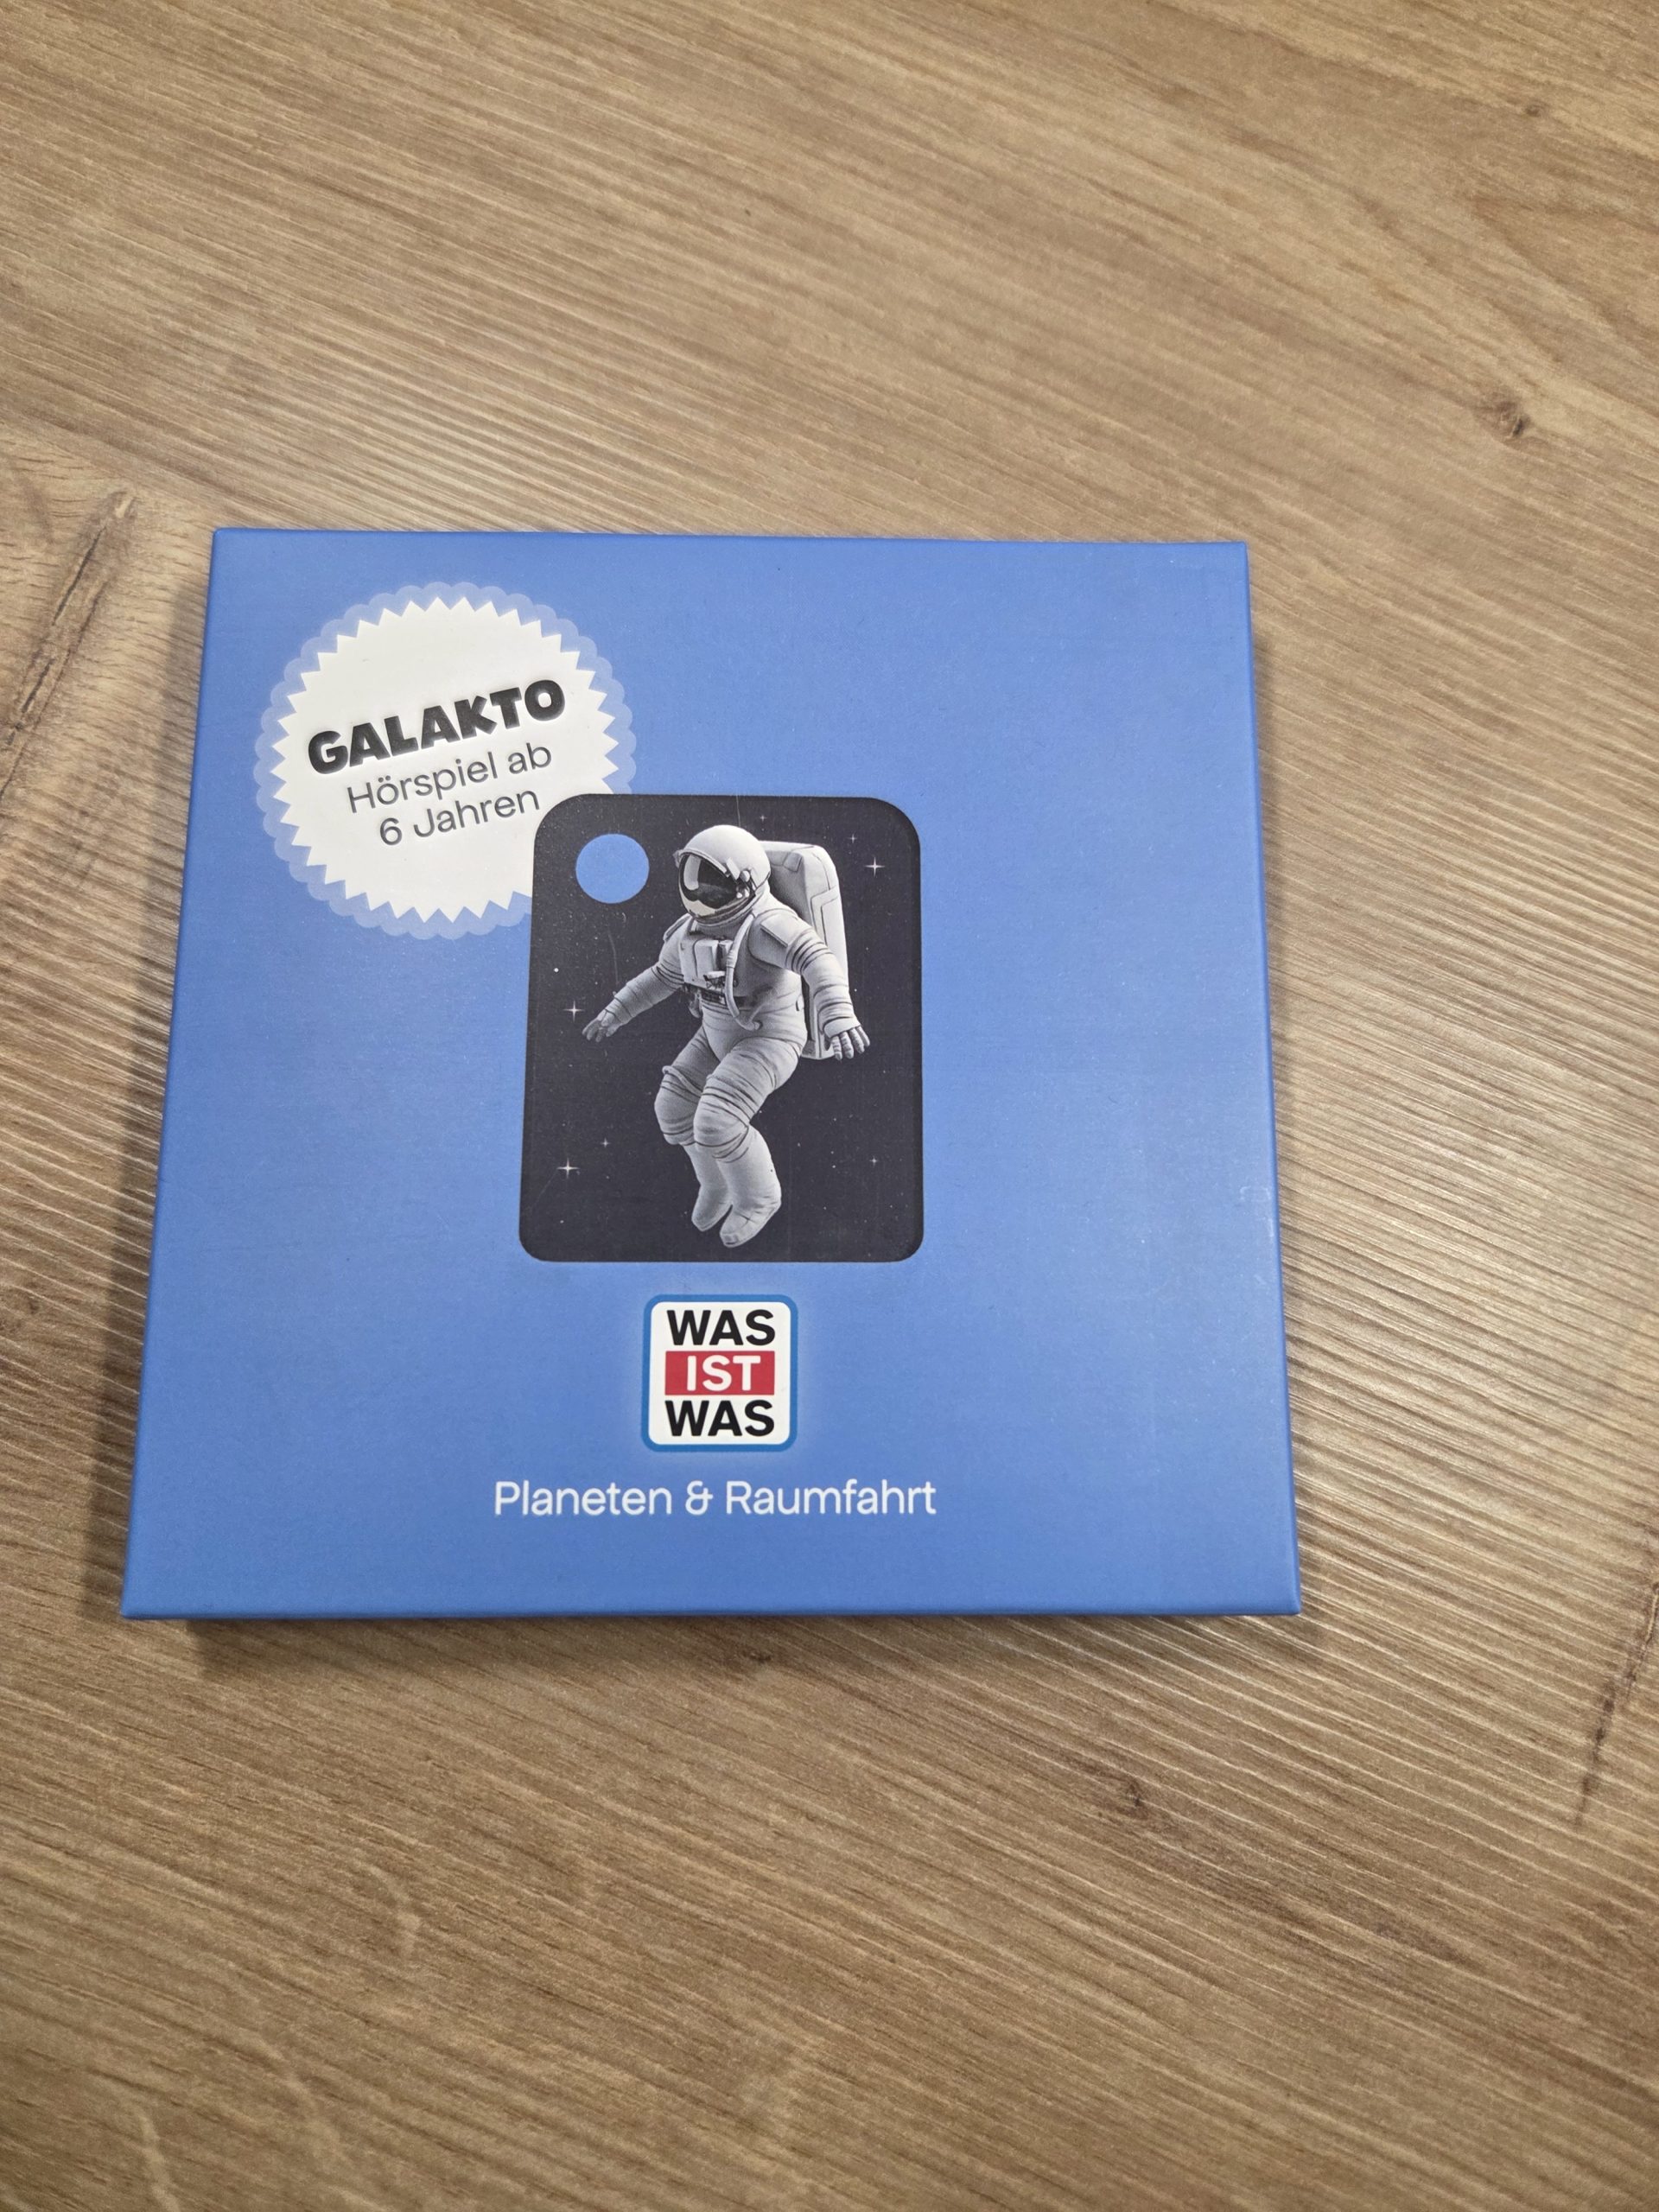 GALAKTO
Hörspiel ab
6 Jahren
WAS
IST
WAS
Planeten & Raumfahrt